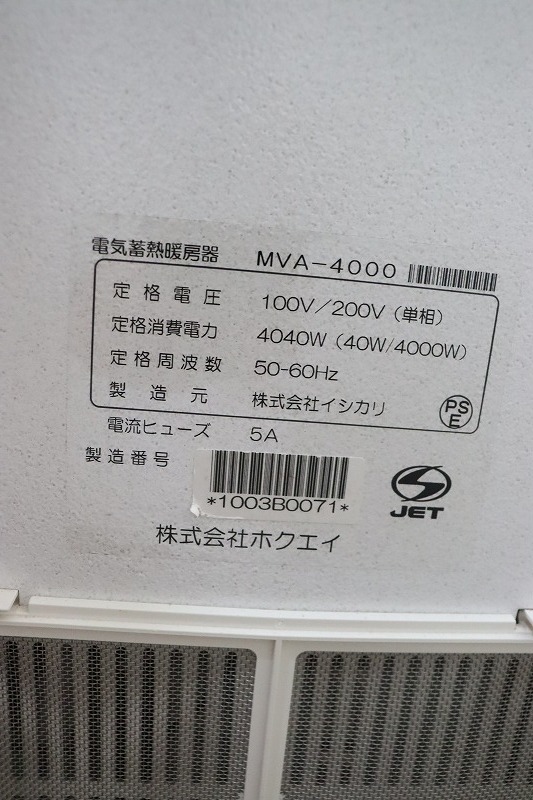 電気蓄熱暖房器 MVA-4000
定格電圧 100V/200V (単相)
定格消費電力 4040W (40W/4000W)
定格周波数 50-60Hz
製造元 株式会社イシカリ
PS
E
電流ヒューズ 5A
製造番号
*1003B0071*
JET
株式会社ホクエイ